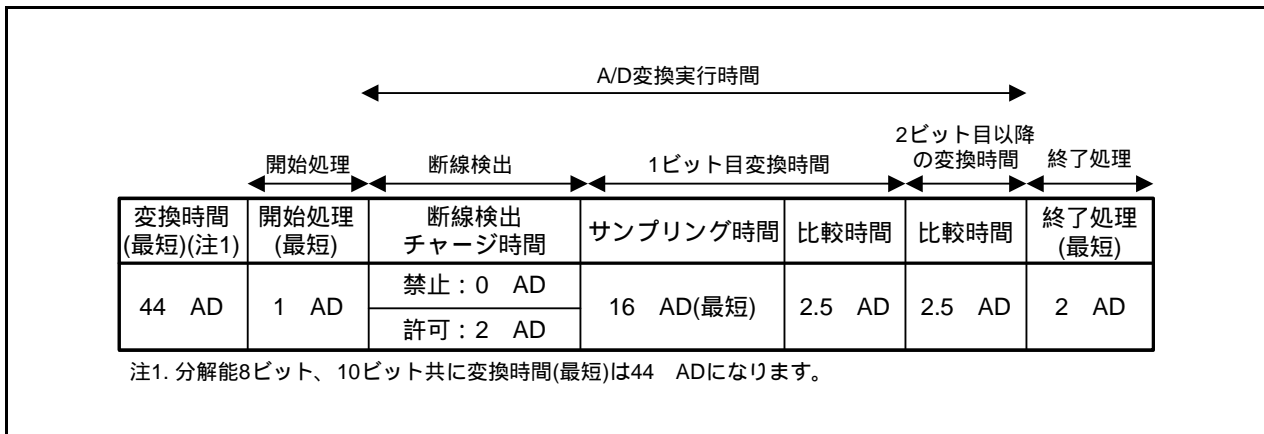 A/D変換実行時間
開始処理
断線検出
1ビット目変換時間
2ビット目以降
の変換時間
終了処理
変換時間
(最短)(注1)
開始処理
(最短)
断線検出
チャージ時間
サンプリング時間
比較時間
比較時間
終了処理
(最短)
44 AD
1 AD
禁止：0 AD
許可：2 AD
16 AD(最短)
2.5 AD
2.5 AD
2 AD
注1. 分解能8ビット、10ビット共に変換時間(最短)は44 ADになります。